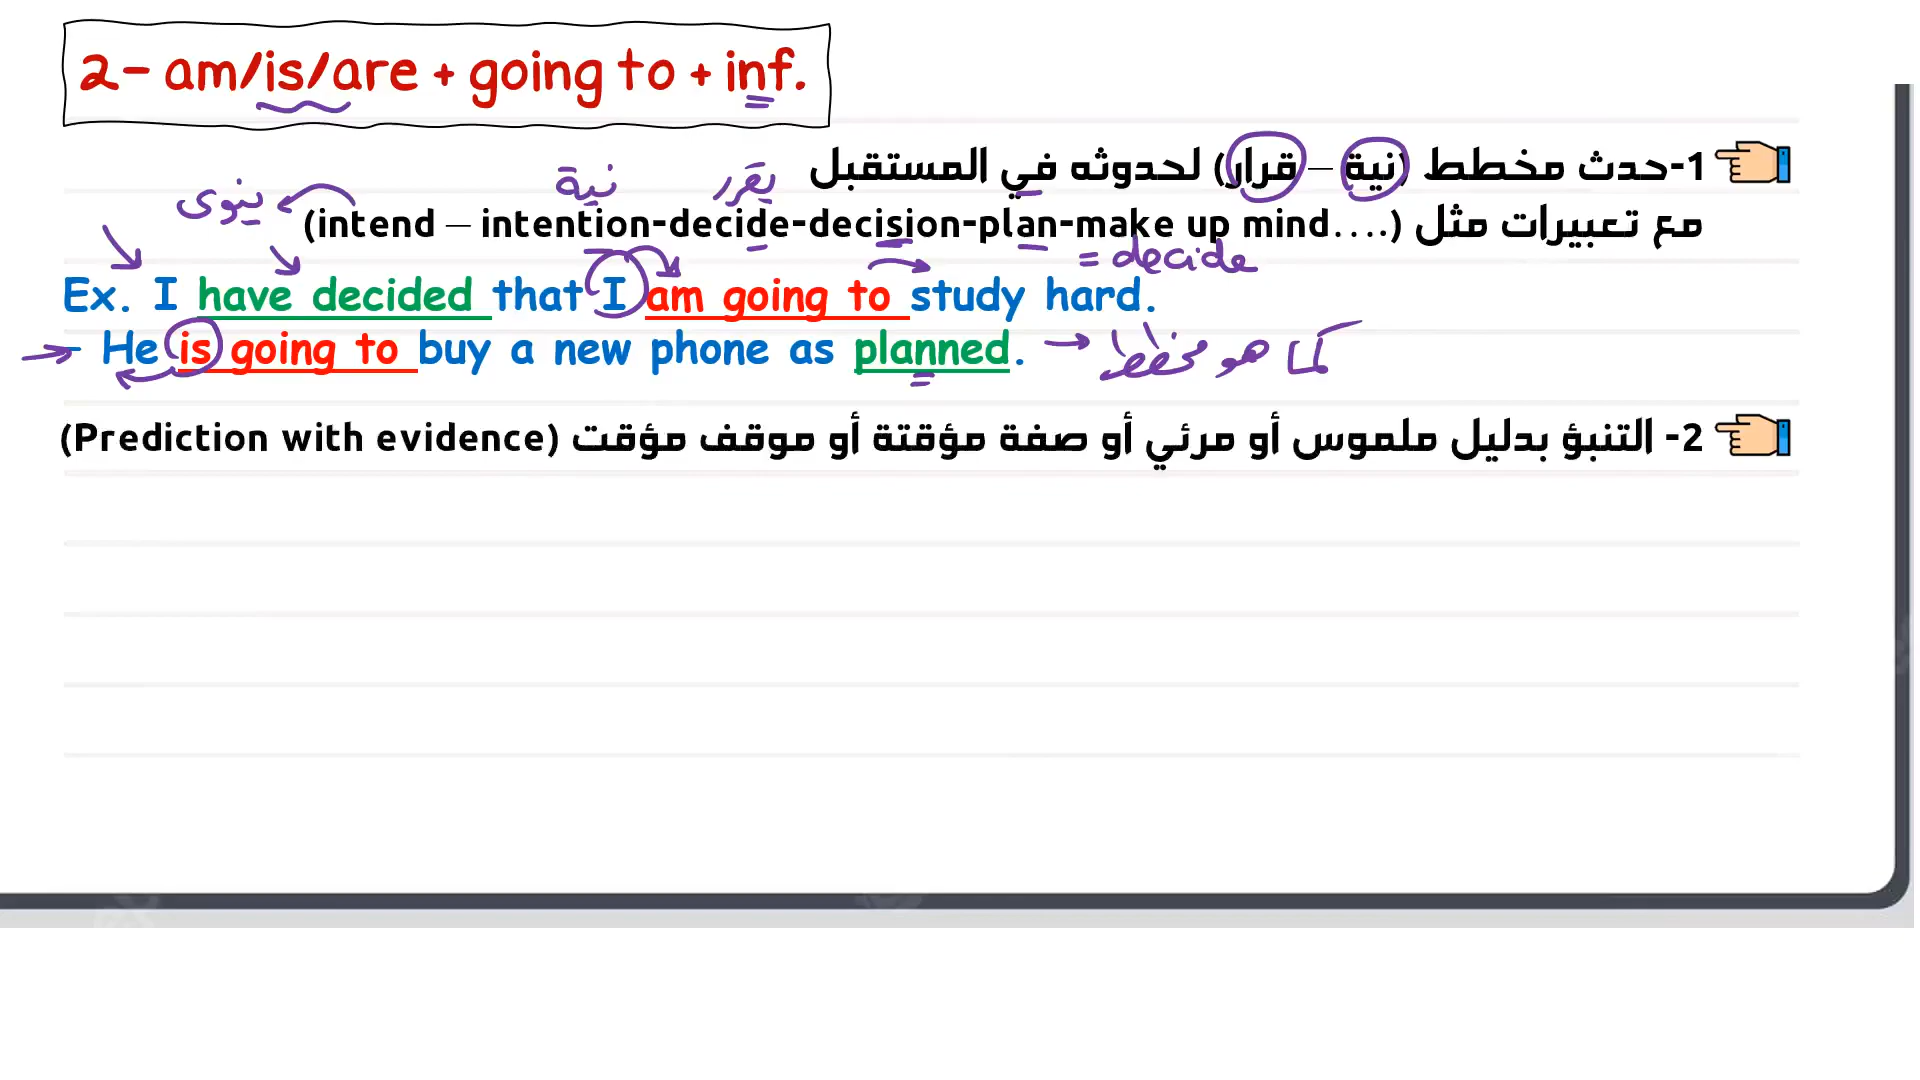 2- am/is/are + going to + inf.
1-حدث مخطط (نية – قرار) لحدوثه في المستقبل
ينوى نية يقرر
مع تعبيرات مثل (intend – intention-decide-decision-plan-make up mind....)
= decide
Ex. I have decided that I am going to study hard.
- He is going to buy a new phone as planned. → كما هو مخطط
2- التنبؤ بدليل ملموس أو مرئي أو صفة مؤقتة أو موقف مؤقت (Prediction with evidence)